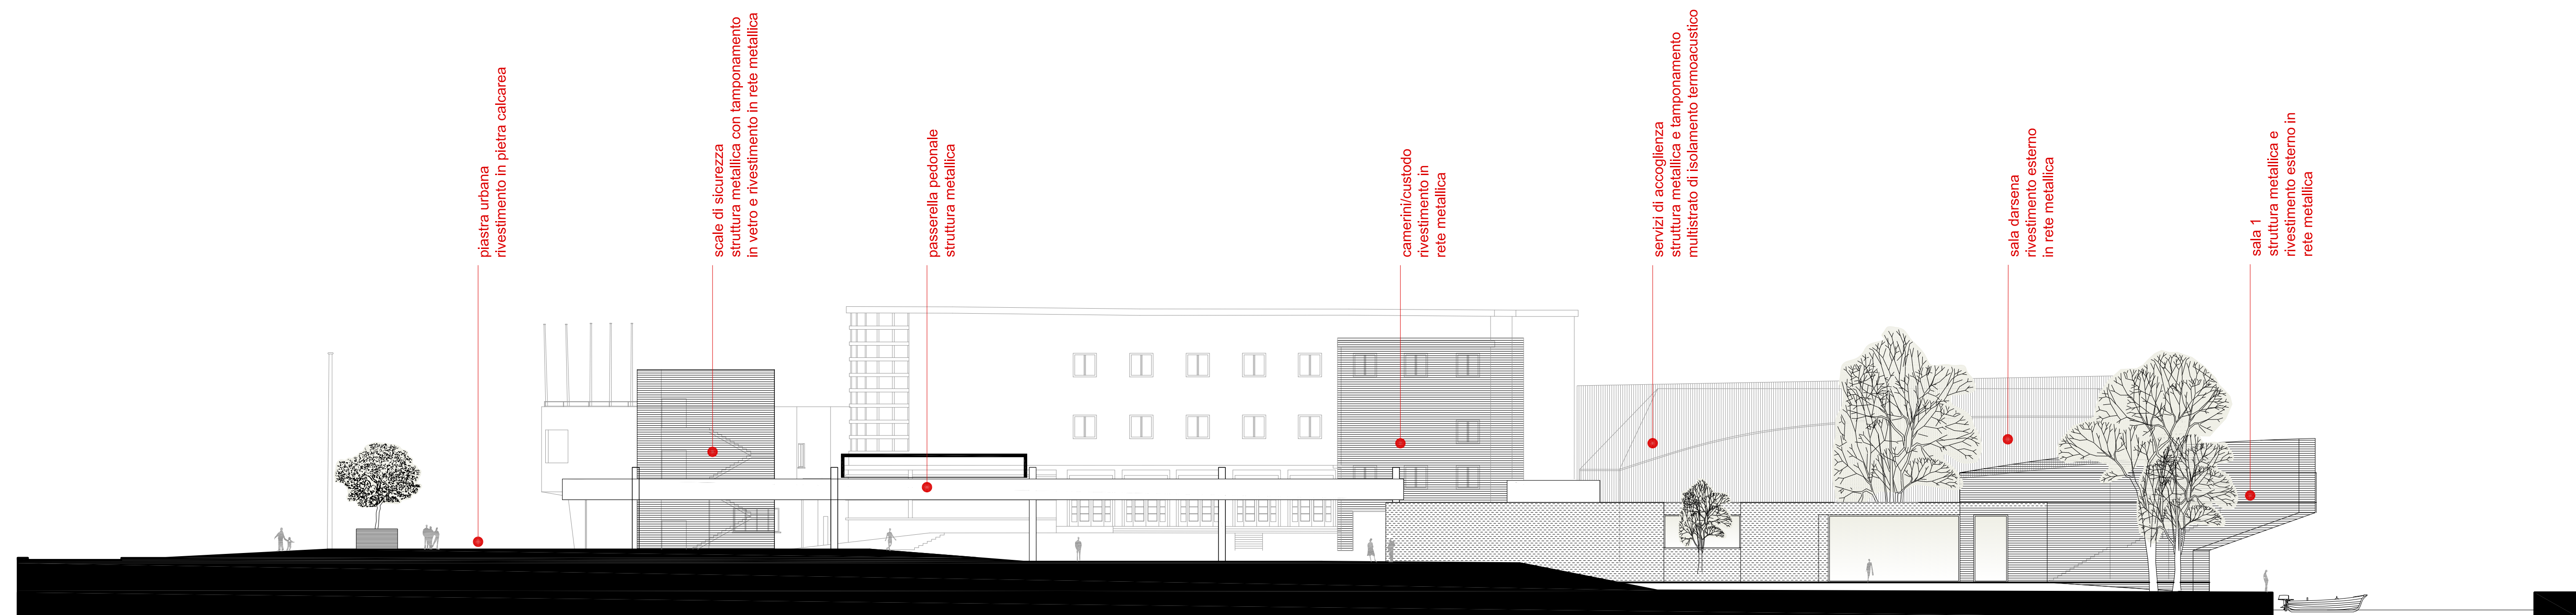 piastra urbana
rivestimento in pietra calcarea
scale di sicurezza
struttura metallica con tamponamento
in vetro e rivestimento in rete metallica
passerella pedonale
struttura metallica
camerini/custodo
rivestimento in
rete metallica
servizi di accoglienza
struttura metallica e tamponamento
multistrato di isolamento termoacustico
sala darsena
rivestimento esterno
in rete metallica
sala 1
struttura metallica e
rivestimento esterno in
rete metallica